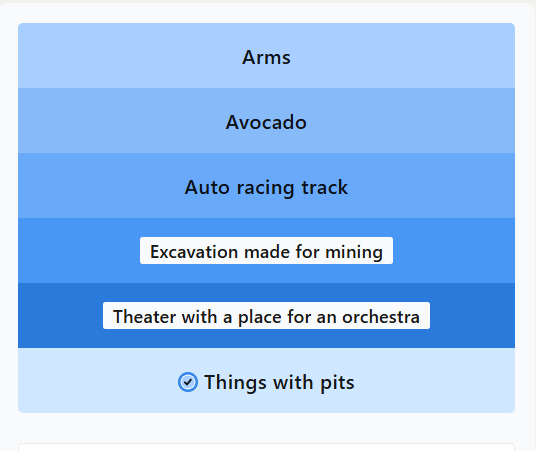 Arms
Avocado
Auto racing track
Excavation made for mining
Theater with a place for an orchestra
Things with pits